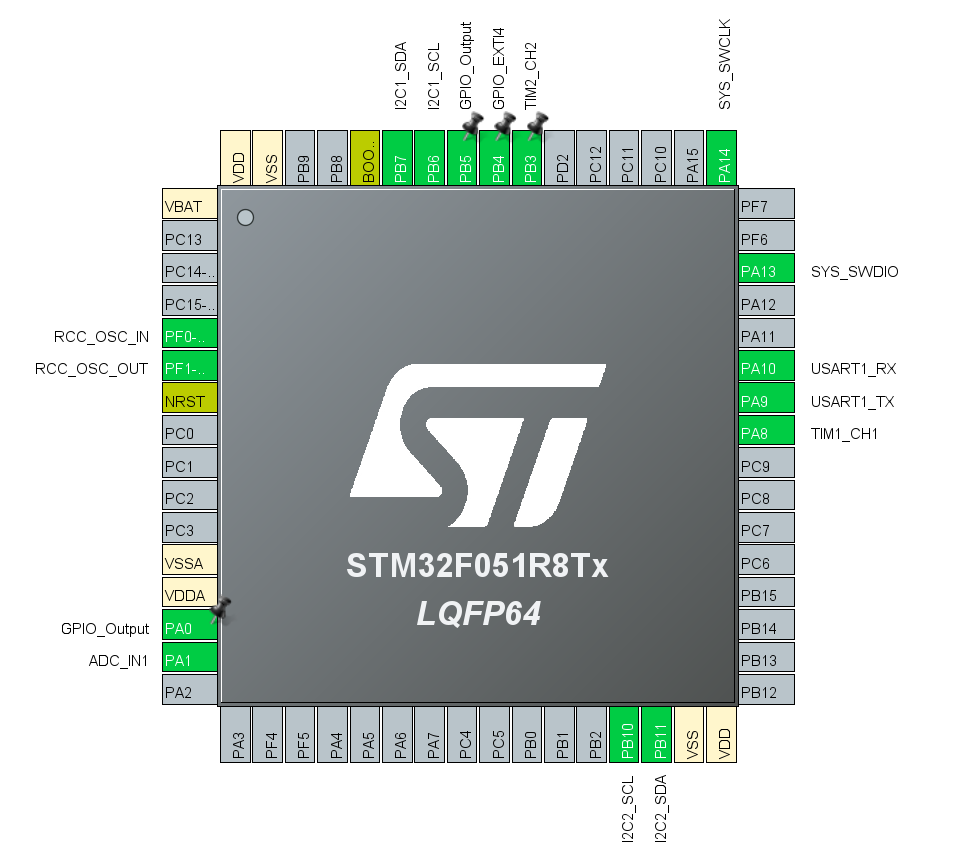 I2C1_SDA
I2C1_SCL
GPIO_Output
GPIO_EXTI4
TIM2_CH2
SYS_SWCLK
VDD
VSS
PB9
PB8
BOO..
PB7
PB6
PB5
PB4
PB3
PD2
PC12
PC11
PC10
PA15
PA14
VBAT
PC13
PC14-..
PC15-..
RCC_OSC_IN PF0-..
RCC_OSC_OUT PF1-..
NRST
PC0
PC1
PC2
PC3
VSSA
VDDA
GPIO_Output PA0
ADC_IN1 PA1
PA2
ST
STM32F051R8Tx
LQFP64
PF7
PF6
PA13 SYS_SWDIO
PA12
PA11
PA10 USART1_RX
PA9 USART1_TX
PA8 TIM1_CH1
PC9
PC8
PC7
PC6
PB15
PB14
PB13
PB12
PA3
PF4
PF5
PA4
PA5
PA6
PA7
PC4
PC5
PB0
PB1
PB2
PB10
PB11
VSS
VDD
I2C2_SCL
I2C2_SDA